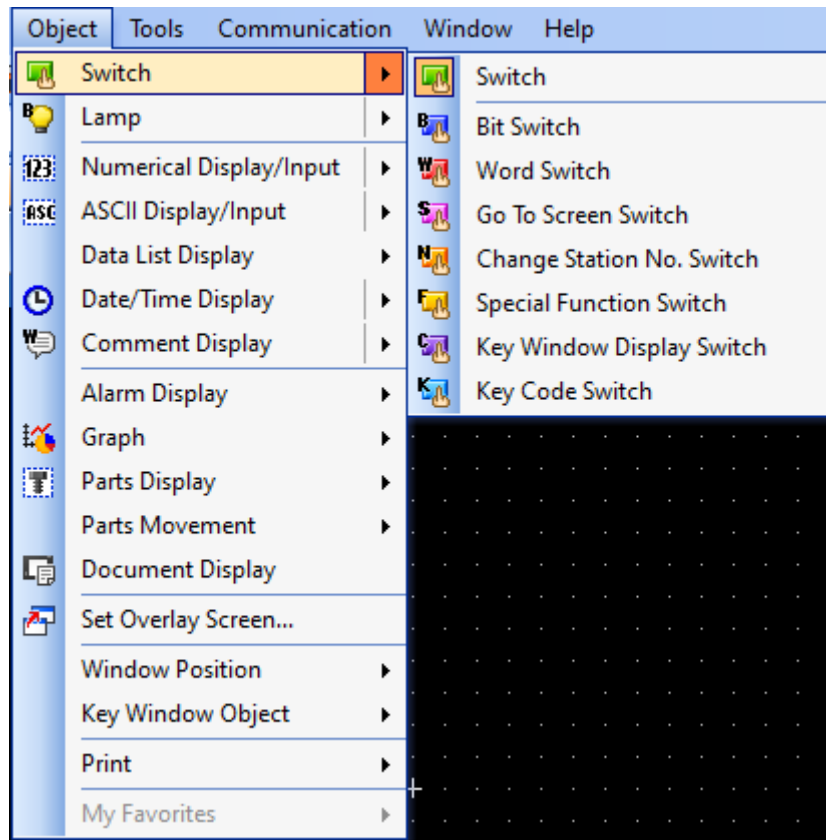 Object Tools Communication Window Help
Switch
B Lamp
123 Numerical Display/Input
ASC ASCII Display/Input
Data List Display
Date/Time Display
W Comment Display
Alarm Display
Graph
Parts Display
Parts Movement
Document Display
Set Overlay Screen...
Window Position
Key Window Object
Print
My Favorites
Switch
B Bit Switch
W Word Switch
S Go To Screen Switch
N Change Station No. Switch
F Special Function Switch
C Key Window Display Switch
K Key Code Switch